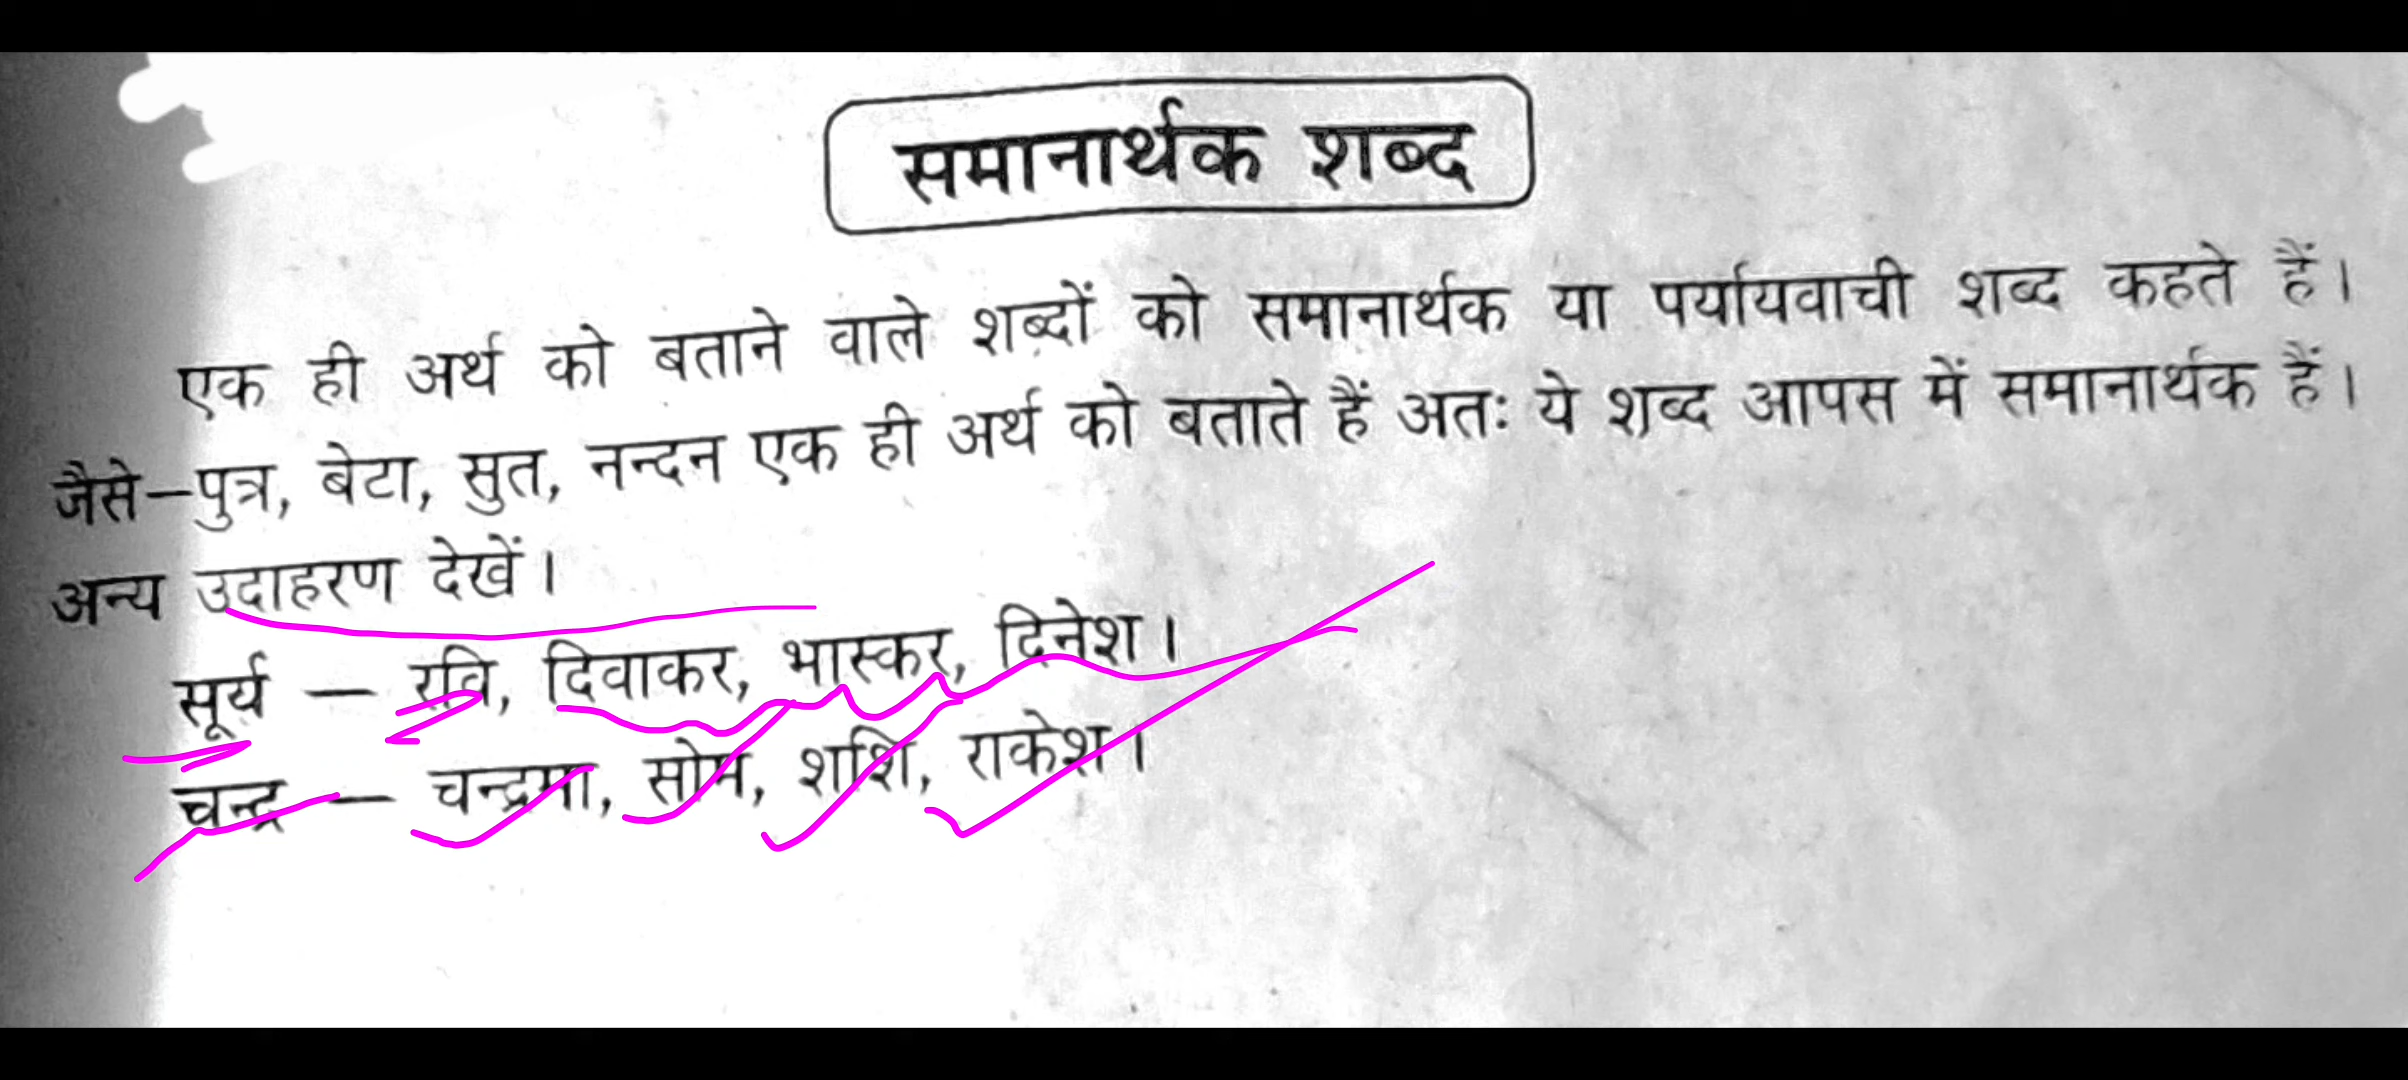 समानार्थक शब्द
एक ही अर्थ को बताने वाले शब्दों को समानार्थक या पर्यायवाची शब्द कहते हैं।
जैसे–पुत्र, बेटा, सुत, नन्दन एक ही अर्थ को बताते हैं अतः ये शब्द आपस में समानार्थक हैं।
अन्य उदाहरण देखें।
सूर्य — रवि, दिवाकर, भास्कर, दिनेश।
चन्द्र — चन्द्रमा, सोम, शशि, राकेश।